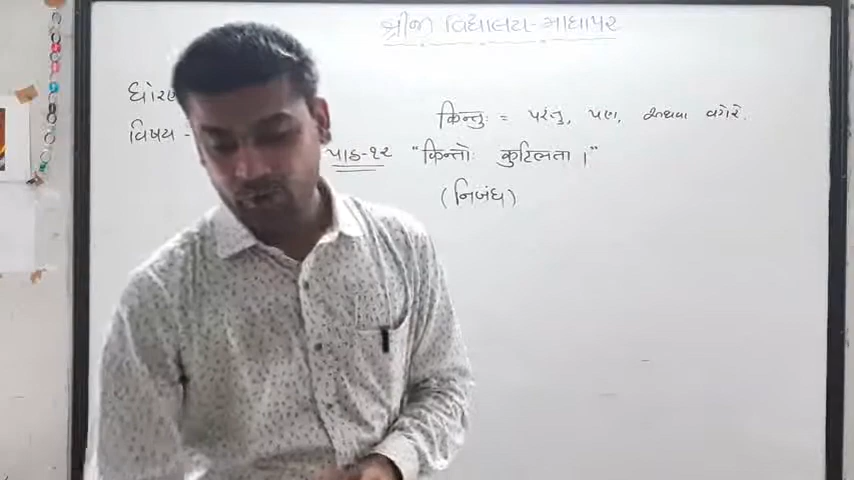 શ્રીજી વિદ્યાલય-માધાપર
ધોરણ
किन्तुः = પરંતુ, પણ, અથવા વગેરે.
વિષય -
પાઠ-૧૨ "किन्तोः कुटिलता ।"
(નિબંધ)